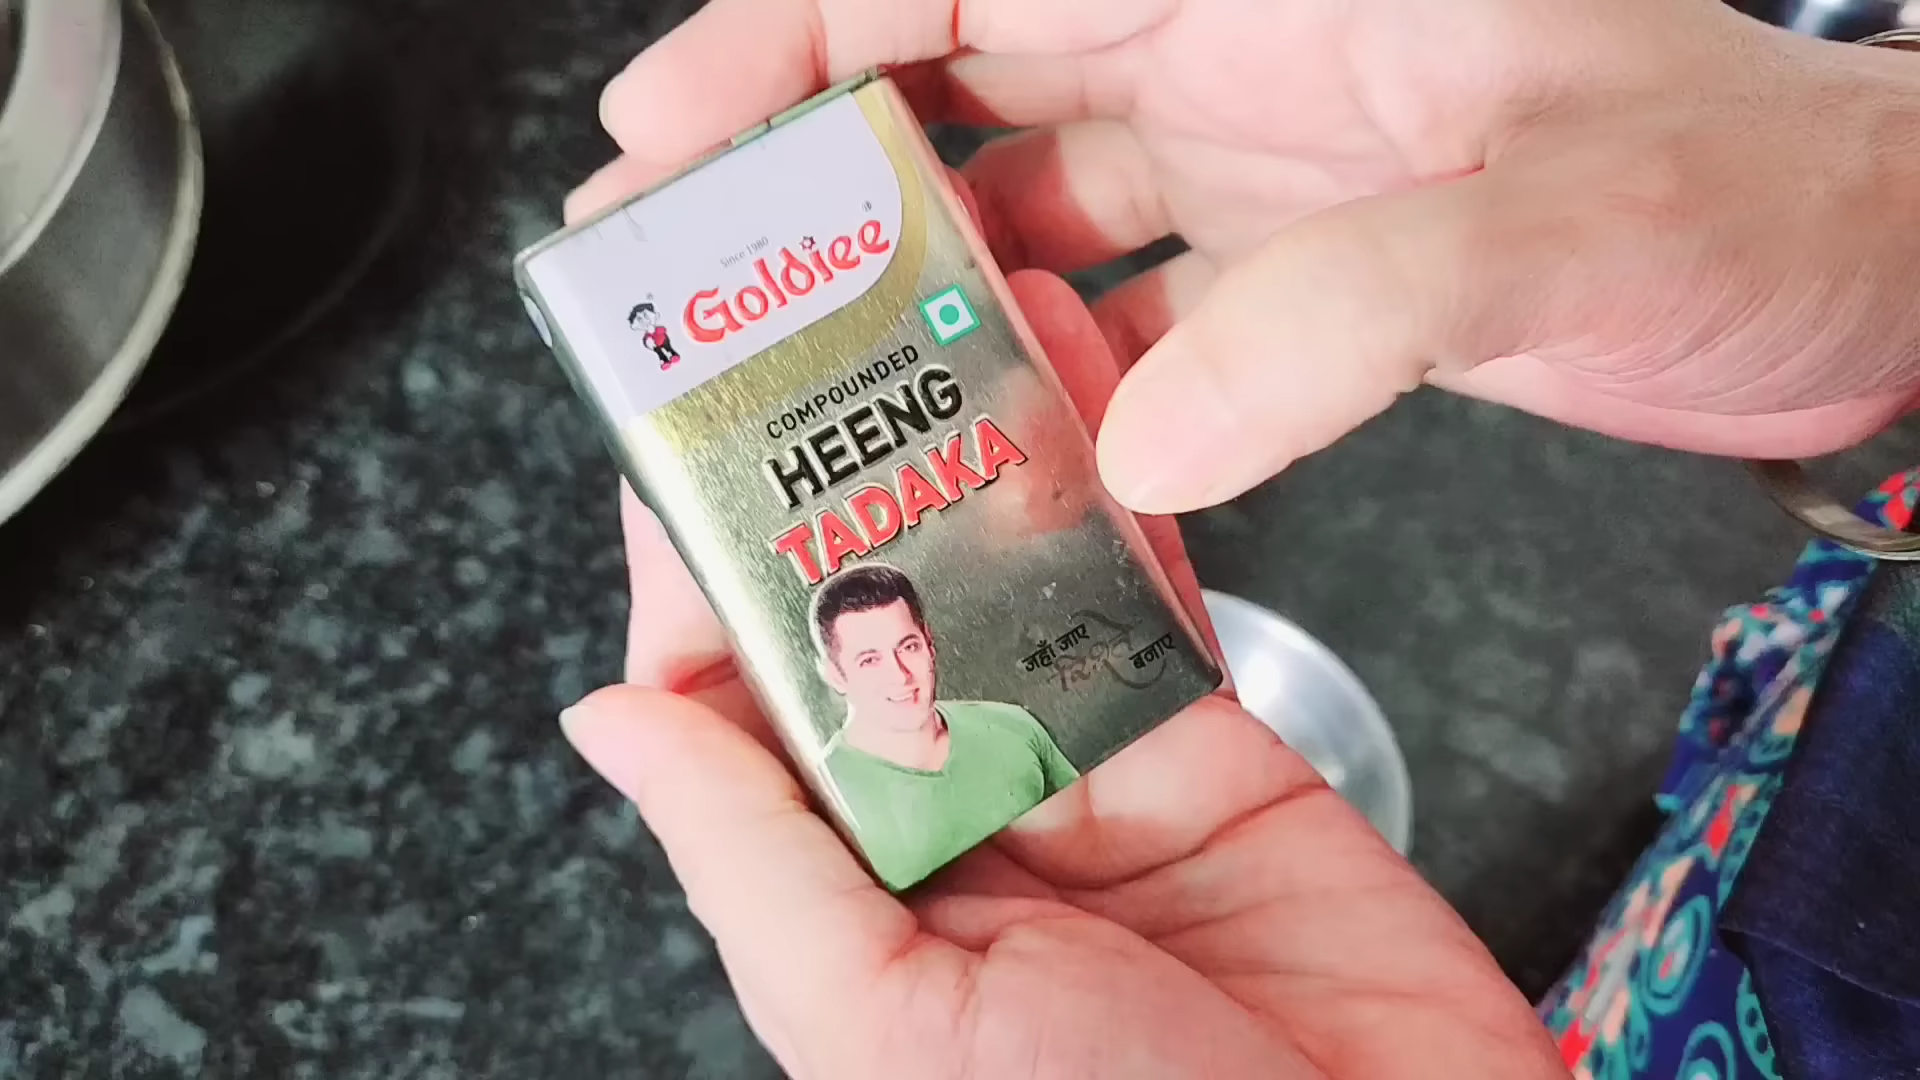 Since 1980
Goldiee®
COMPOUNDED
HEENG
TADAKA
जहाँ जाए
रिश्ते बनाए